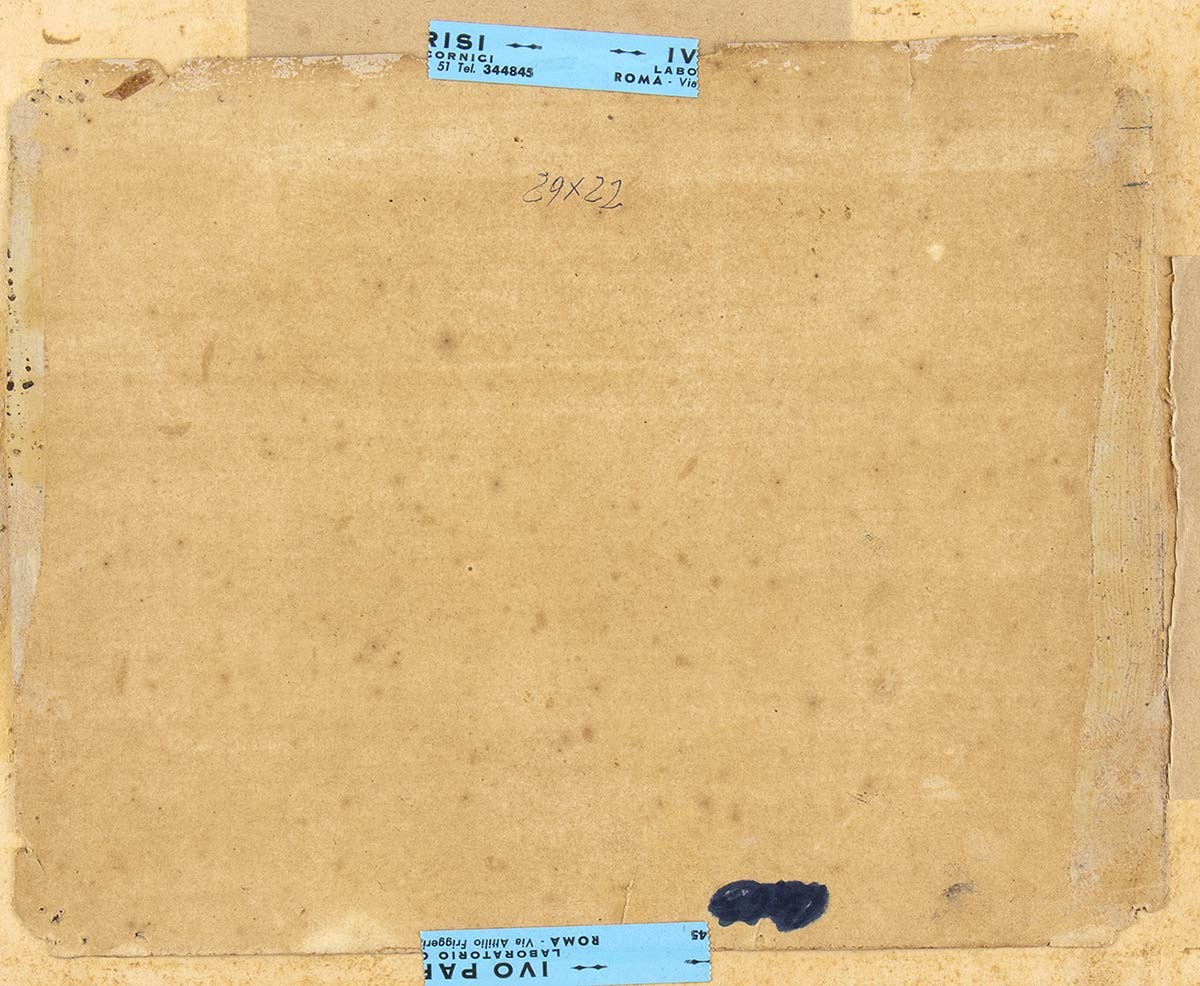 RISI IV
CORNICI LABO
51 Tel. 344845 ROMA - Via
29x22
45
ROMA - Via Attilio Friggeri
LABORATORIO C
IVO PAR